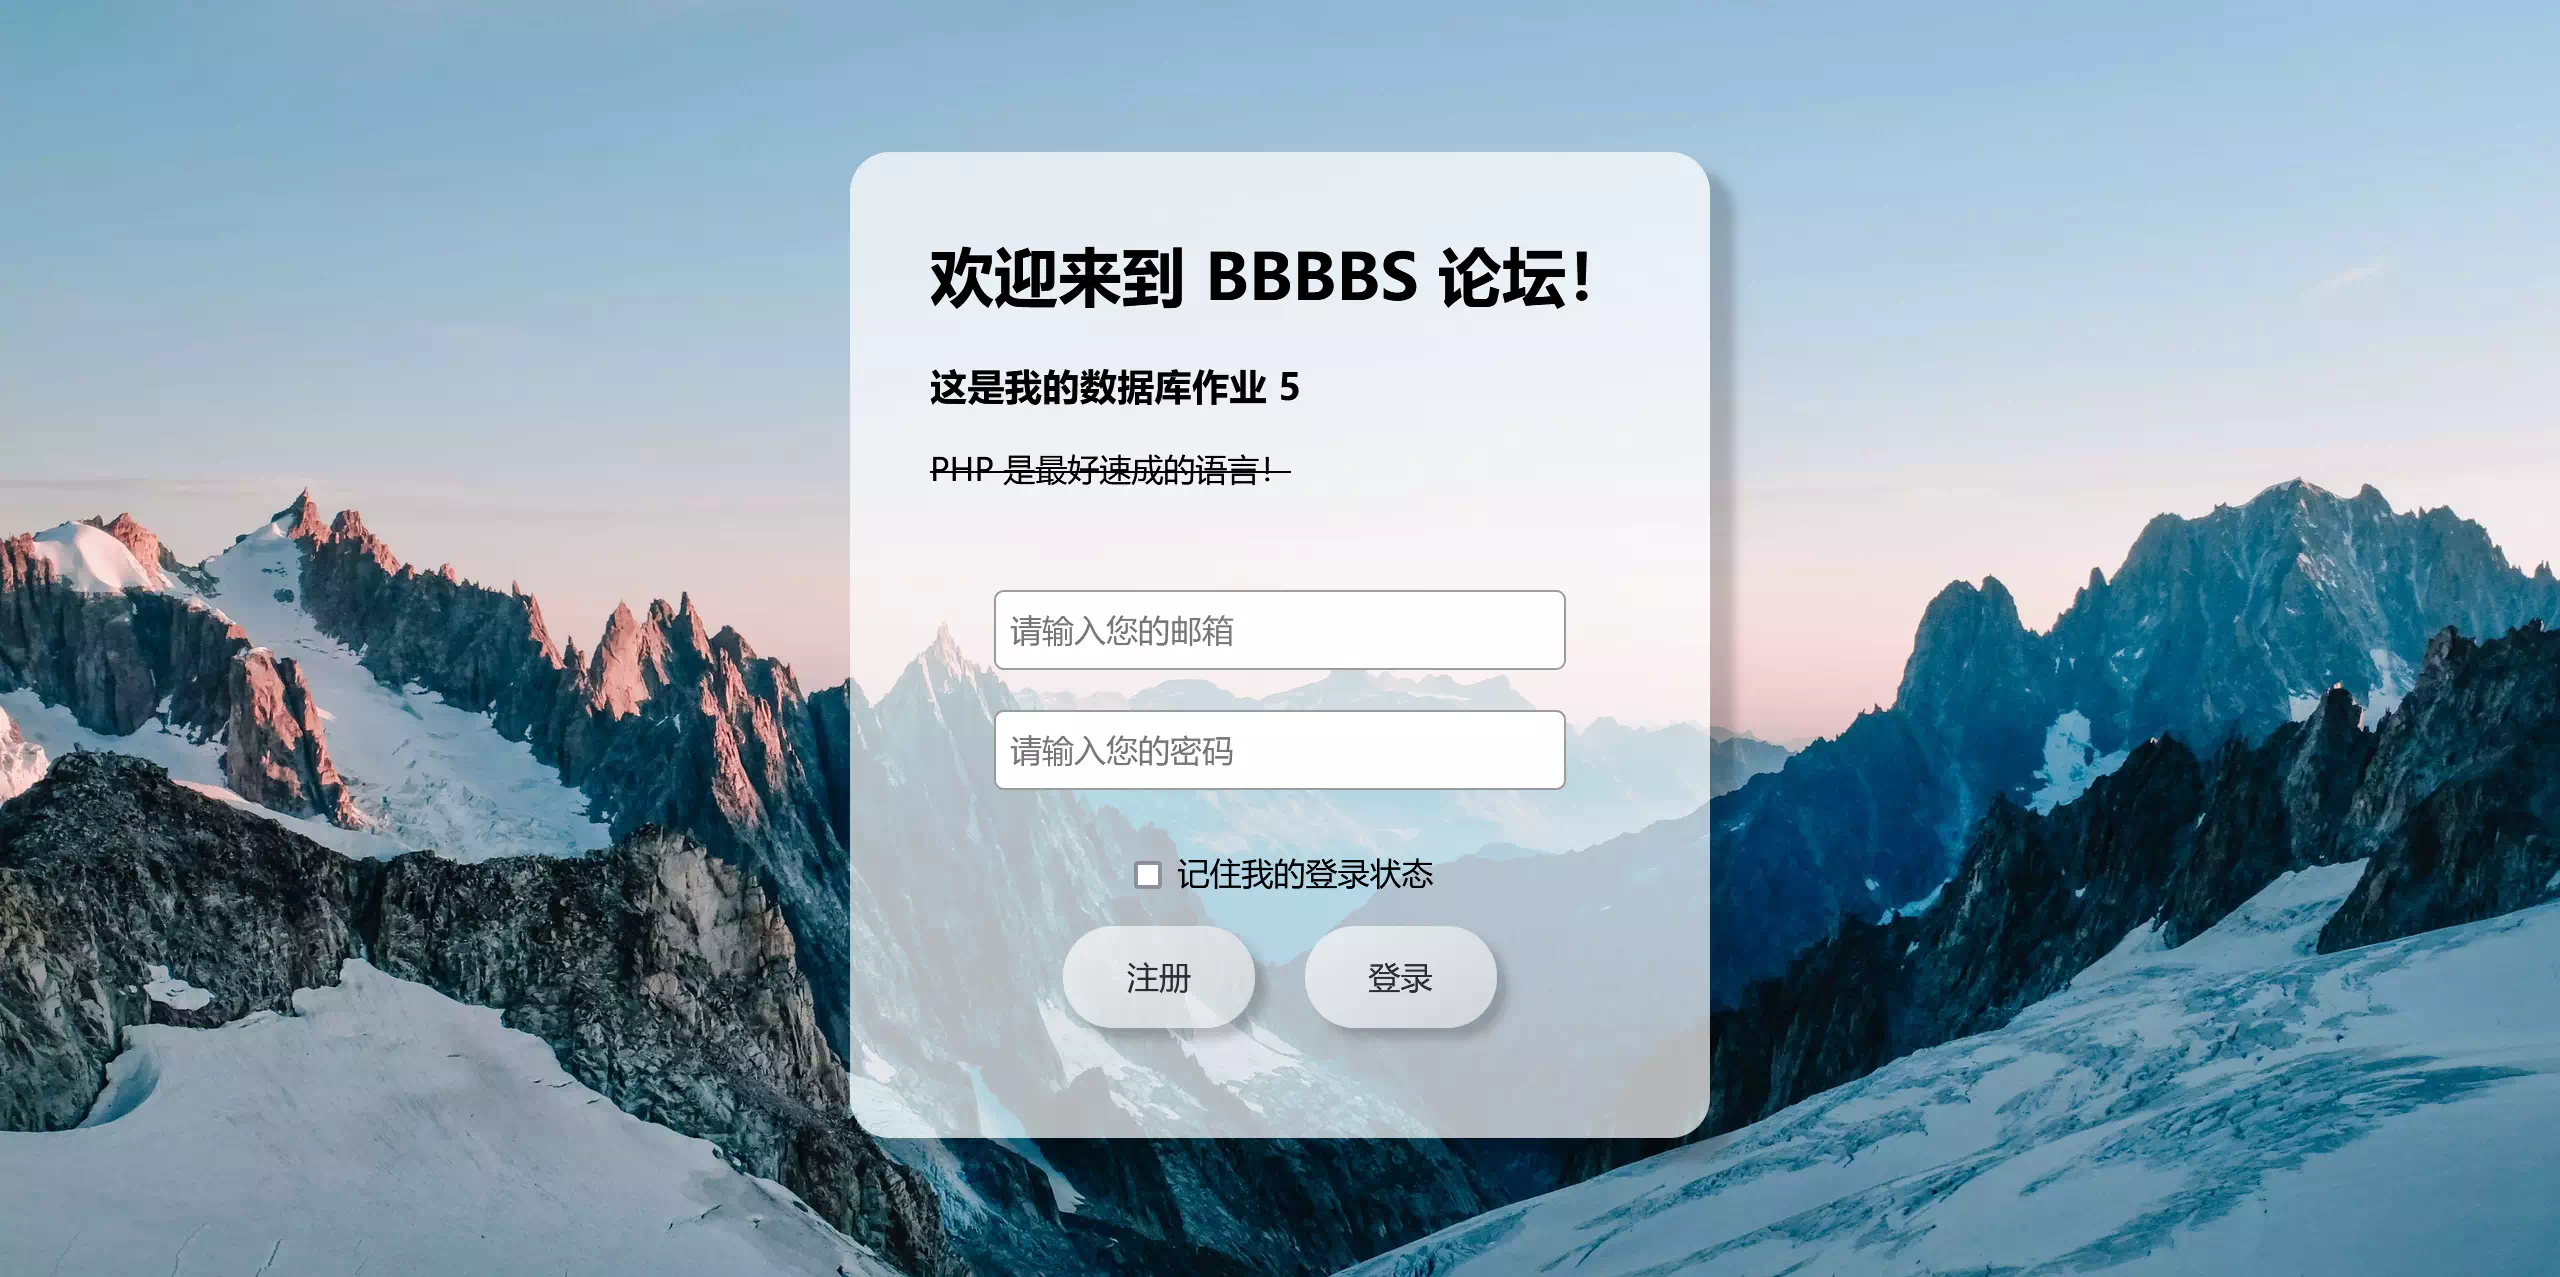 欢迎来到 BBBBS 论坛！
这是我的数据库作业 5
PHP 是最好速成的语言！
请输入您的邮箱
请输入您的密码
记住我的登录状态
注册 登录